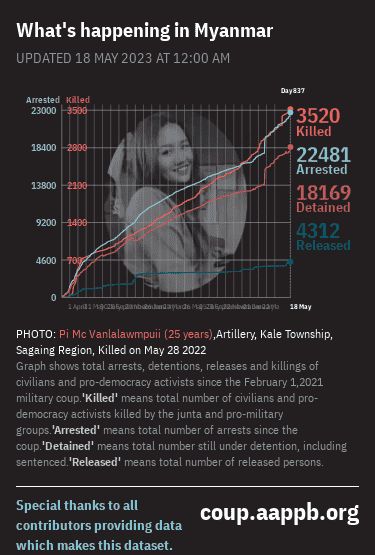 What's happening in Myanmar
UPDATED 18 MAY 2023 AT 12:00 AM
Day837
Arrested Killed
23000 3500
3520
Killed
18400 2800
22481
Arrested
13800 2100
18169
Detained
9200 1400
4312
Released
4600 700
0
18 May
PHOTO: Pi Mc Vanlalawmpuii (25 years),Artillery, Kale Township,
Sagaing Region, Killed on May 28 2022
Graph shows total arrests, detentions, releases and killings of
civilians and pro-democracy activists since the February 1,2021
military coup.'Killed' means total number of civilians and pro-
democracy activists killed by the junta and pro-military
groups.'Arrested' means total number of arrests since the
coup.'Detained' means total number still under detention, including
sentenced.'Released' means total number of released persons.
Special thanks to all
contributors providing data
which makes this dataset.
coup.aappb.org